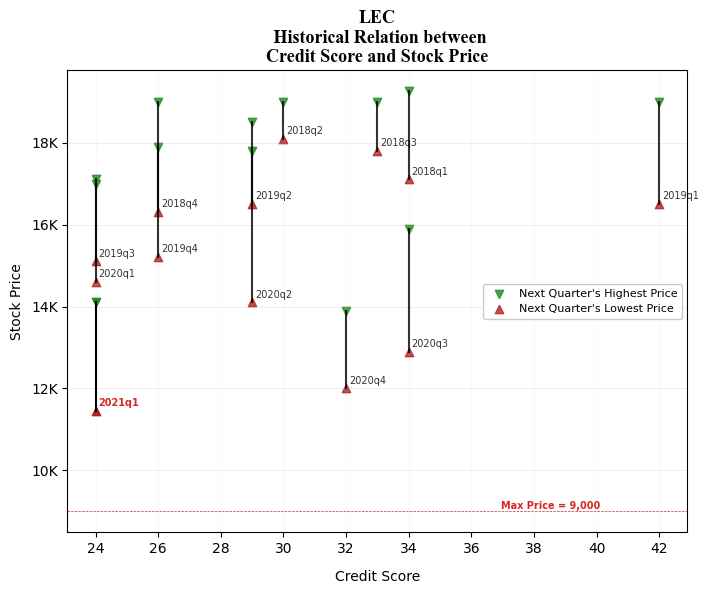 LEC
Historical Relation between
Credit Score and Stock Price
Stock Price
18K
16K
14K
12K
10K
2018q2
2018q3
2018q1
2018q4
2019q2
2019q1
2019q3
2019q4
2020q1
2020q2
2020q3
2020q4
2021q1
Next Quarter's Highest Price
Next Quarter's Lowest Price
Max Price = 9,000
24 26 28 30 32 34 36 38 40 42
Credit Score